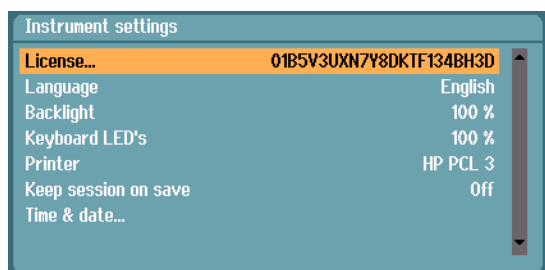 Instrument settings
License... 01B5V3UXN7Y8DKTF134BH3D
Language English
Backlight 100 %
Keyboard LED's 100 %
Printer HP PCL 3
Keep session on save Off
Time & date...